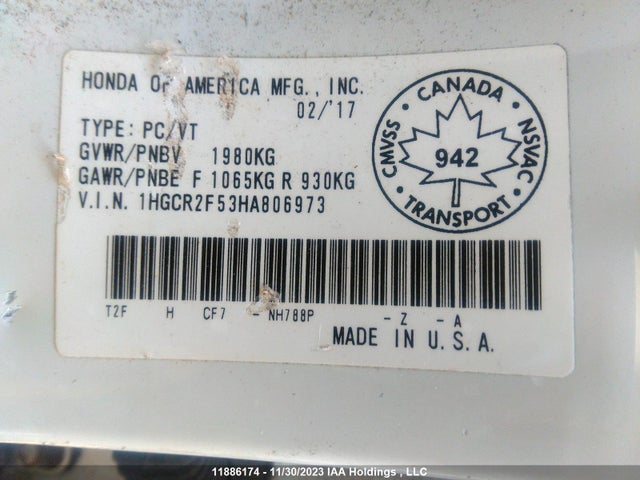 HONDA OF AMERICA MFG., INC.
02/'17
TYPE: PC/VT
GVWR/PNBV 1980KG
GAWR/PNBE F 1065KG R 930KG
V.I.N. 1HGCR2F53HA806973
CANADA
CMVSS
942
NSVAC
TRANSPORT
T2F H CF7 - NH788P - Z - A
MADE IN U.S.A.
11886174 - 11/30/2023 IAA Holdings , LLC